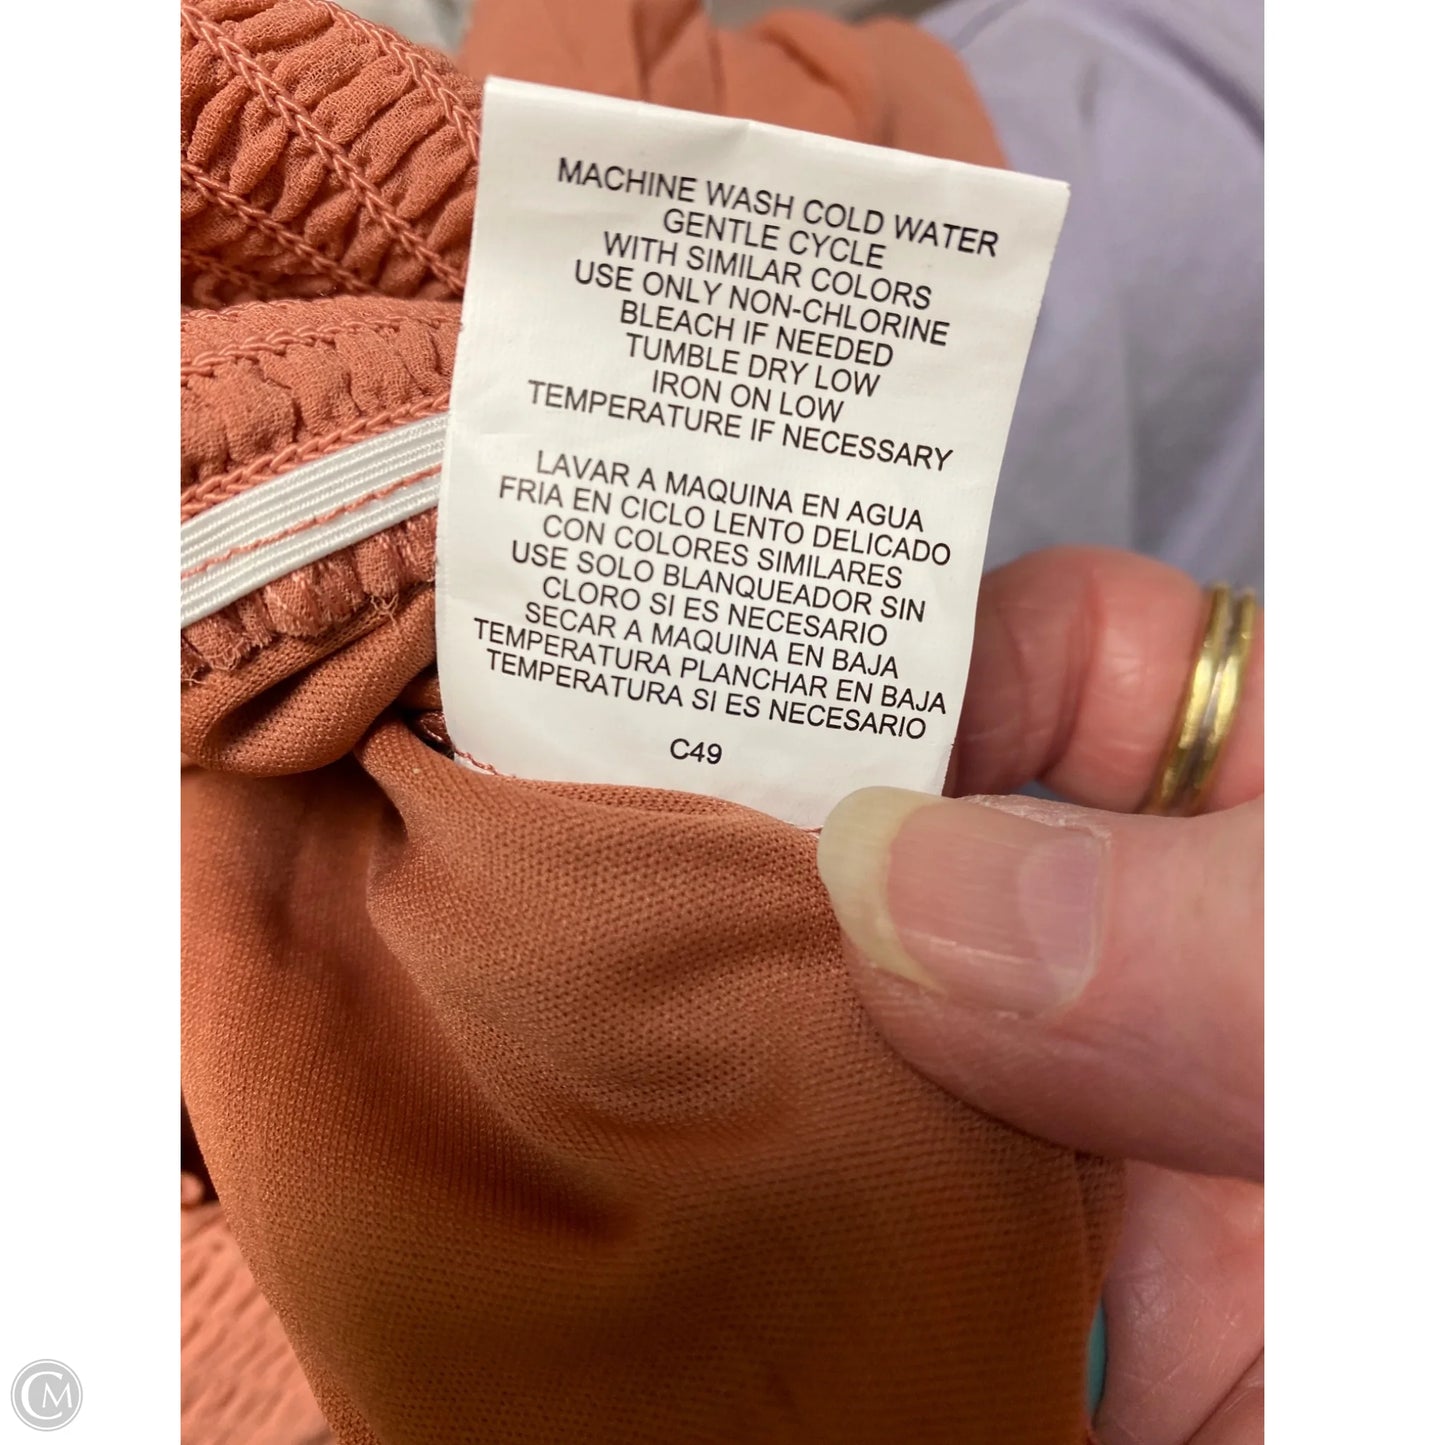 MACHINE WASH COLD WATER
GENTLE CYCLE
WITH SIMILAR COLORS
USE ONLY NON-CHLORINE
BLEACH IF NEEDED
TUMBLE DRY LOW
IRON ON LOW
TEMPERATURE IF NECESSARY
LAVAR A MAQUINA EN AGUA
FRIA EN CICLO LENTO DELICADO
CON COLORES SIMILARES
USE SOLO BLANQUEADOR SIN
CLORO SI ES NECESARIO
SECAR A MAQUINA EN BAJA
TEMPERATURA PLANCHAR EN BAJA
TEMPERATURA SI ES NECESARIO
C49
CM